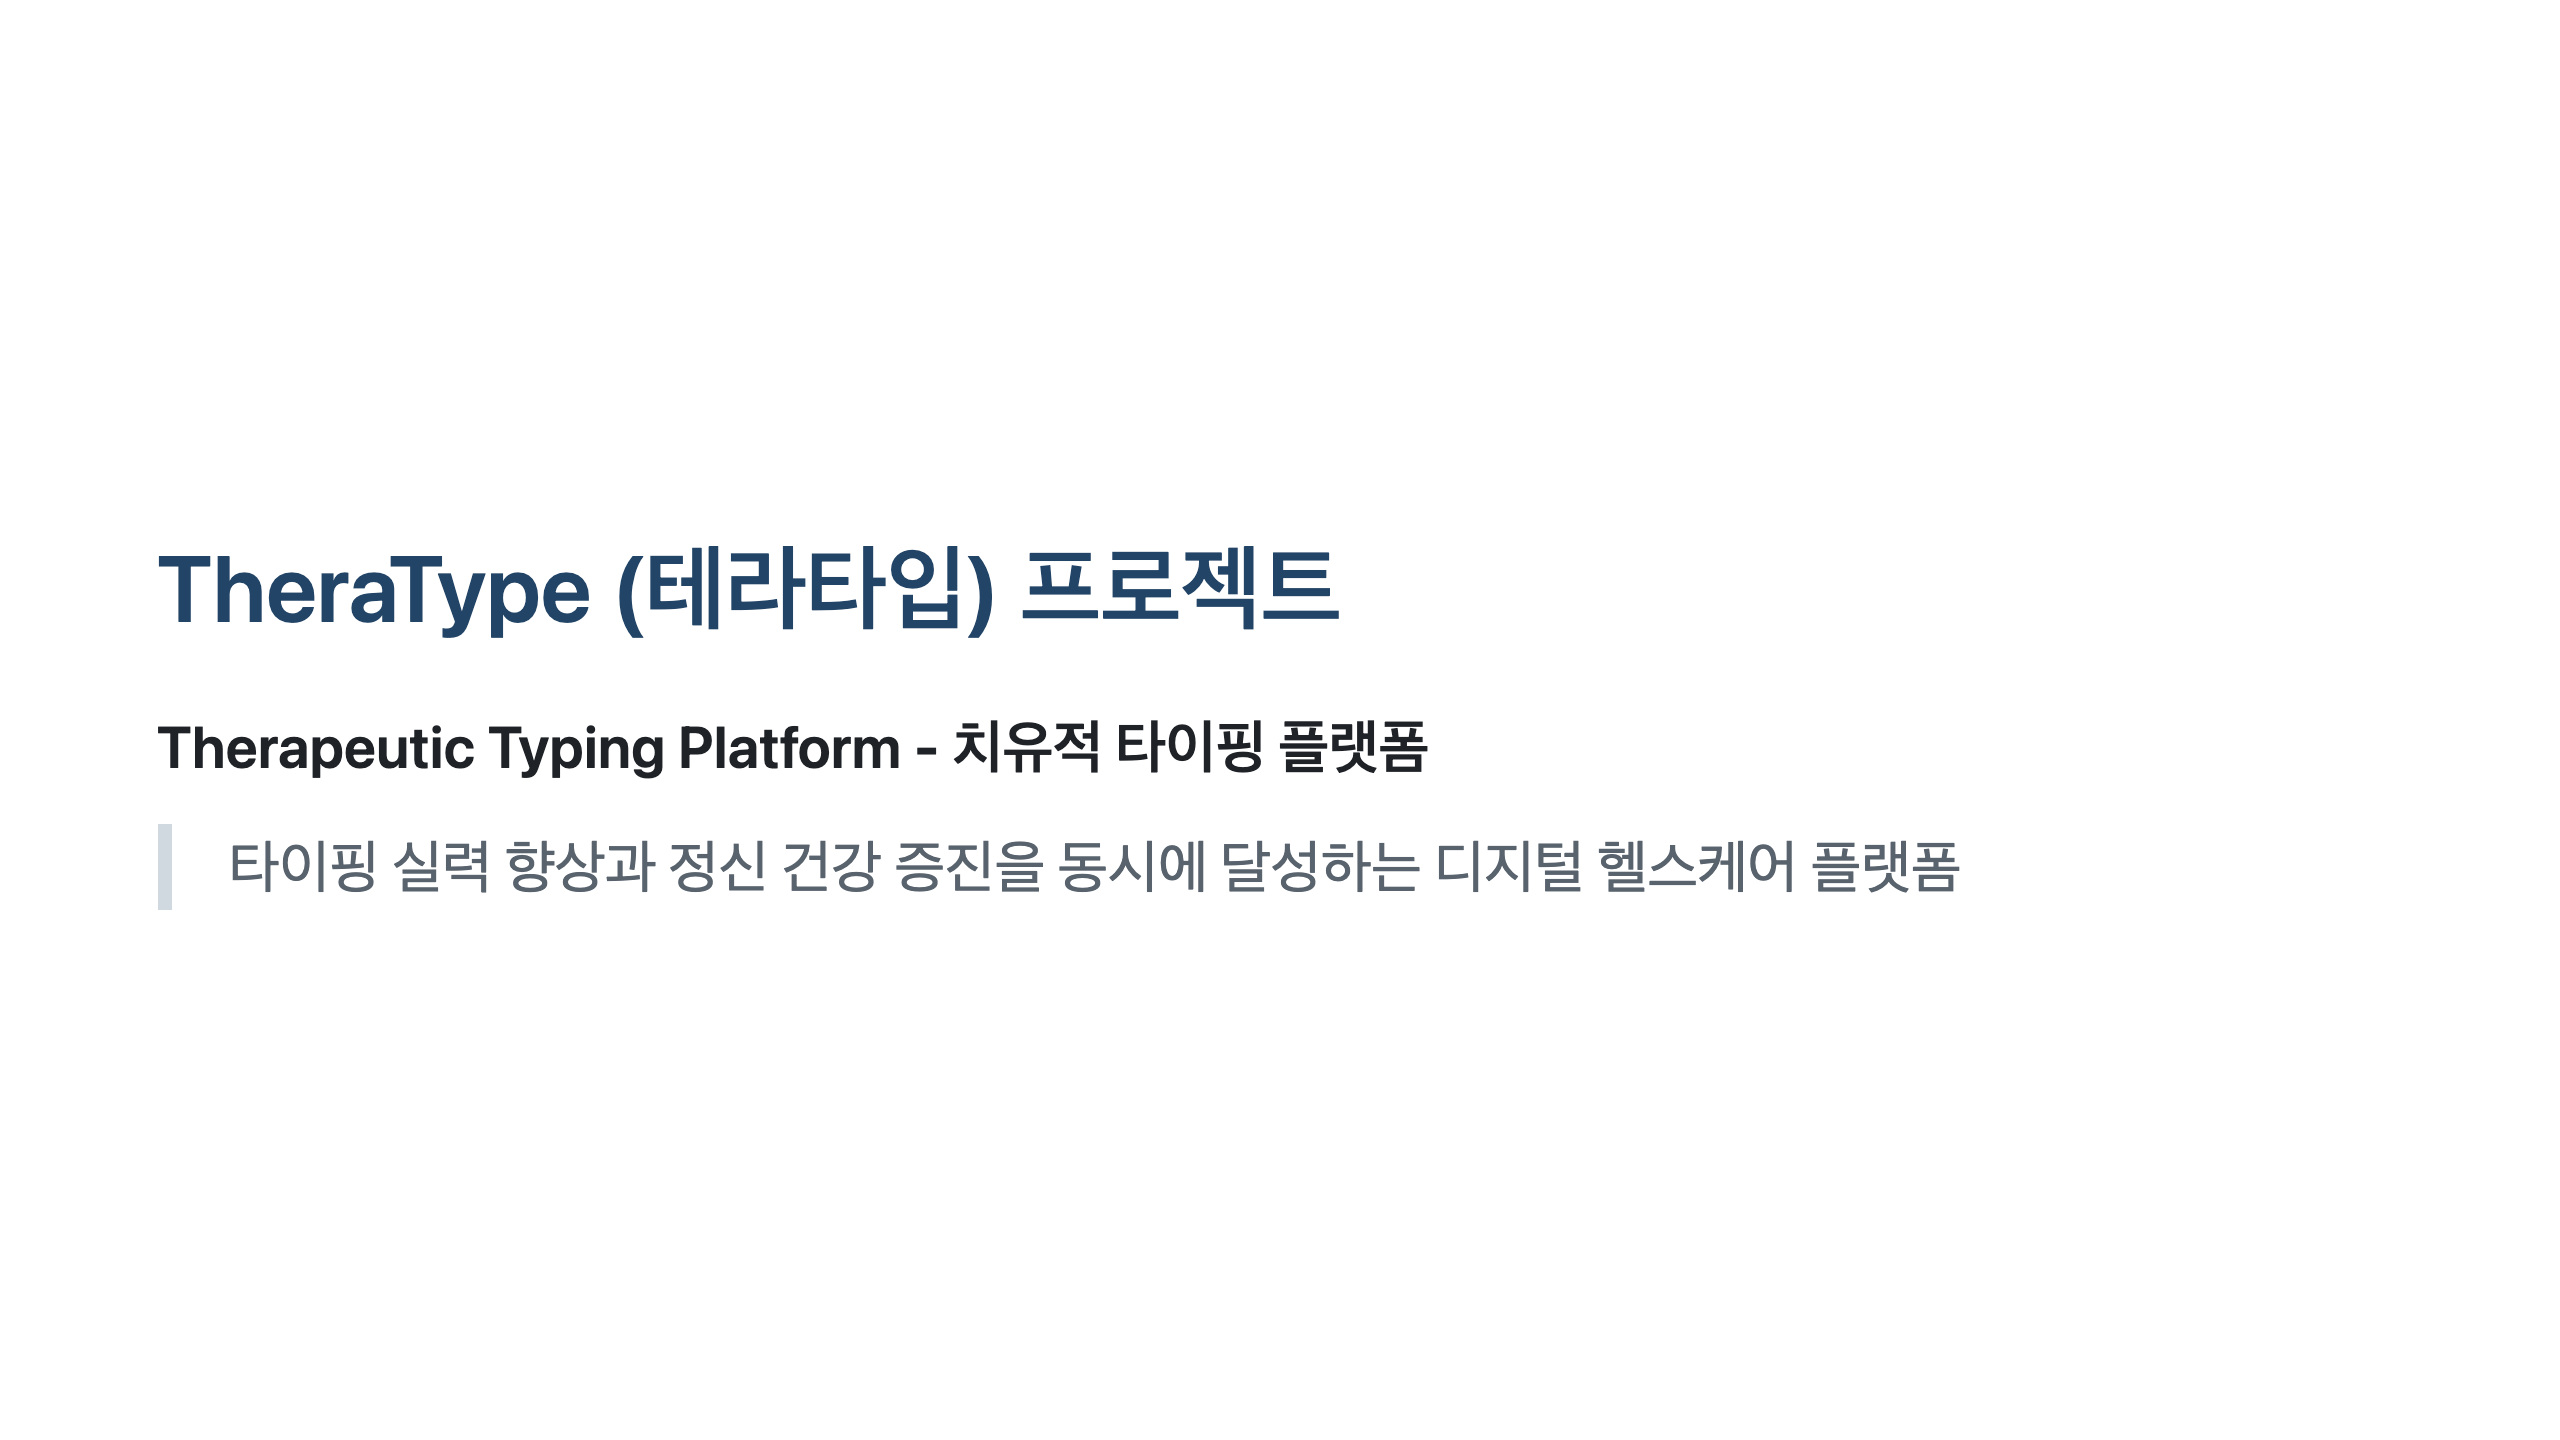 TheraType (테라타입) 프로젝트
Therapeutic Typing Platform - 치유적 타이핑 플랫폼
타이핑 실력 향상과 정신 건강 증진을 동시에 달성하는 디지털 헬스케어 플랫폼